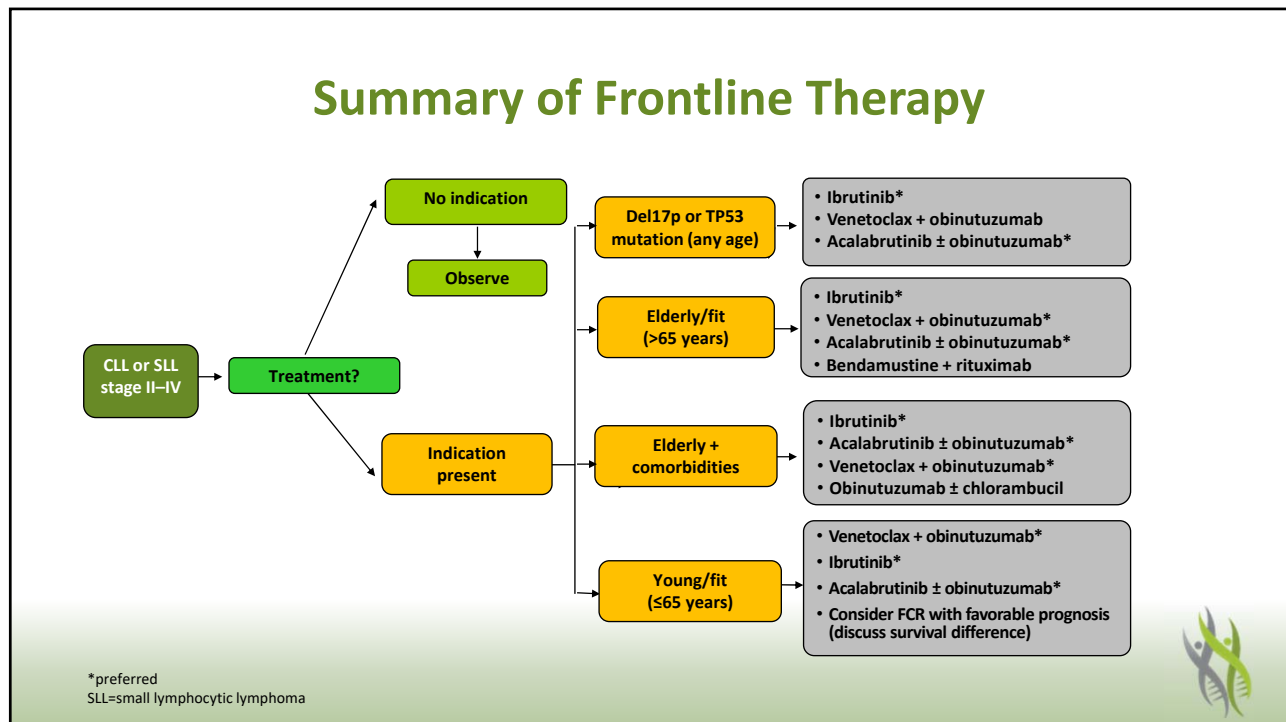 Summary of Frontline Therapy
CLL or SLL
stage II–IV
Treatment?
No indication
Observe
Indication
present
Del17p or TP53
mutation (any age)
• Ibrutinib*
• Venetoclax + obinutuzumab
• Acalabrutinib ± obinutuzumab*
Elderly/fit
(>65 years)
• Ibrutinib*
• Venetoclax + obinutuzumab*
• Acalabrutinib ± obinutuzumab*
• Bendamustine + rituximab
Elderly +
comorbidities
• Ibrutinib*
• Acalabrutinib ± obinutuzumab*
• Venetoclax + obinutuzumab*
• Obinutuzumab ± chlorambucil
Young/fit
(≤65 years)
• Venetoclax + obinutuzumab*
• Ibrutinib*
• Acalabrutinib ± obinutuzumab*
• Consider FCR with favorable prognosis
(discuss survival difference)
*preferred
SLL=small lymphocytic lymphoma